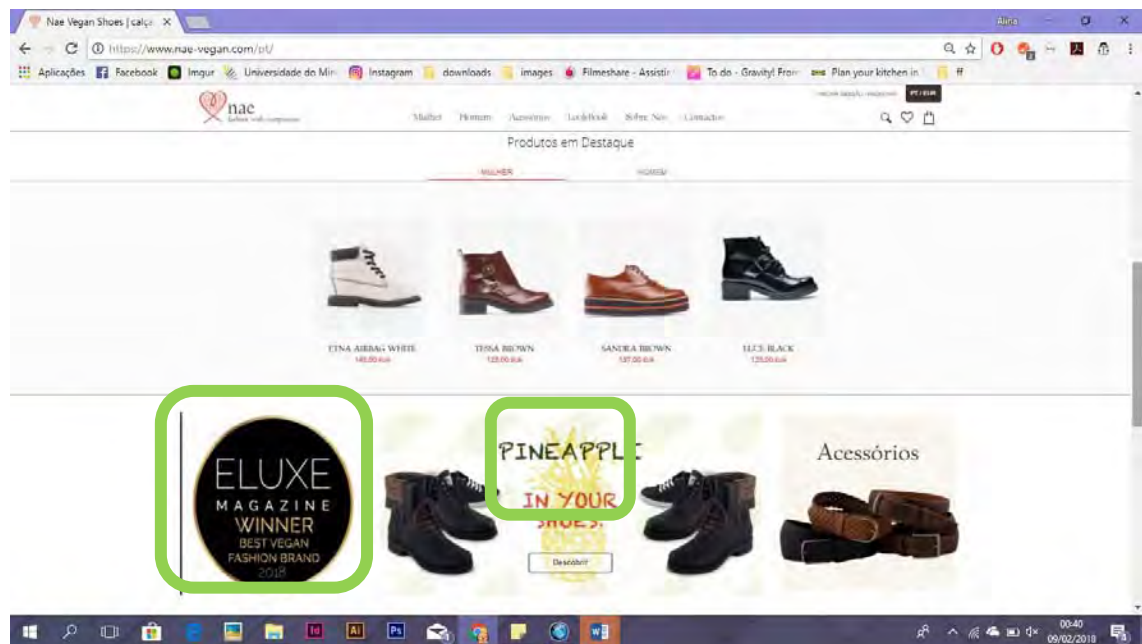 Nae Vegan Shoes | calça
https://www.nae-vegan.com/pt/
Aplicações Facebook Imgur Universidade do Min Instagram downloads images Filmeshare - Assistir To do - Gravity! From Plan your kitchen in ff
PT / EUR
nae
Mulher Homem Acessórios LookBook Sobre Nós Contactos
Produtos em Destaque
MULHER HOMEM
ETNA AIRBAG WHITE TESSA BROWN SANDRA BROWN
ELUXE
MAGAZINE
WINNER
BEST VEGAN
FASHION BRAND
2018
PINEAPPLE
IN YOUR
SHOES.
Descobrir
Acessórios
00:40
09/02/2018